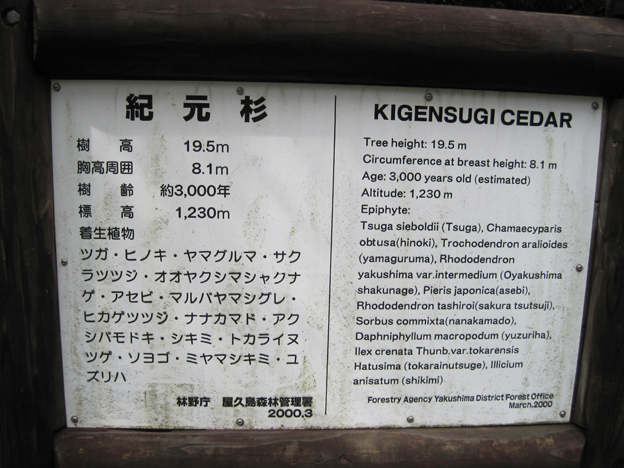 紀元杉
樹高 19.5m
胸高周囲 8.1m
樹齢 約3,000年
標高 1,230m
着生植物
ツガ・ヒノキ・ヤマグルマ・サク
ラツツジ・オオヤクシマシャクナ
ゲ・アセビ・マルバヤマシグレ・
ヒカゲツツジ・ナナカマド・アク
シバモドキ・シキミ・トカライヌ
ツゲ・ソヨゴ・ミヤマシキミ・ユ
ズリハ
林野庁 屋久島森林管理署
2000.3
KIGENSUGI CEDAR
Tree height: 19.5 m
Circumference at breast height: 8.1 m
Age: 3,000 years old (estimated)
Altitude: 1,230 m
Epiphyte:
Tsuga sieboldii (Tsuga), Chamaecyparis
obtusa(hinoki), Trochodendron aralioides
(yamaguruma), Rhododendron
yakushima var.intermedium (Oyakushima
shakunage), Pieris japonica(asebi),
Rhododendron tashiroi(sakura tsutsuji),
Sorbus commixta(nanakamado),
Daphniphyllum macropodum (yuzuriha),
Ilex crenata Thunb.var.tokarensis
Hatusima (tokarainutsuge), Illicium
anisatum (shikimi)
Forestry Agency Yakushima District Forest Office
March.2000